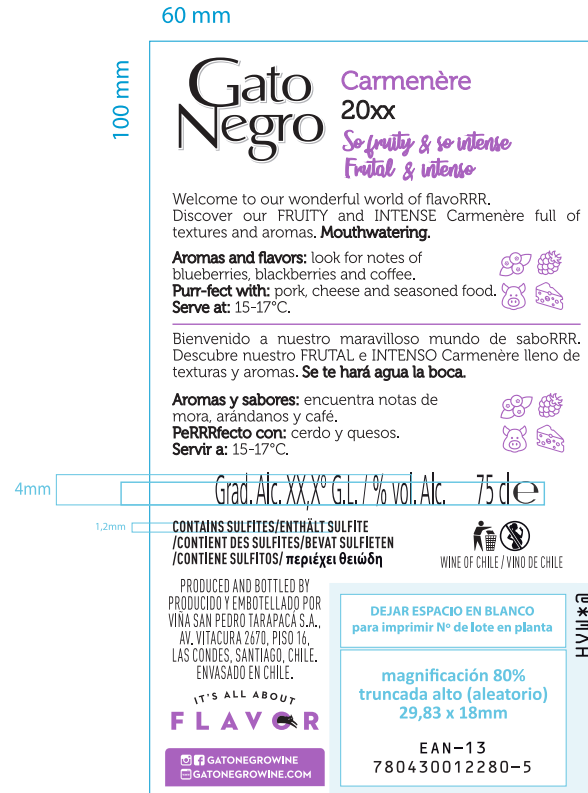 60 mm
100 mm
Gato
Negro
Carmenère
20xx
So fruity & so intense
Frutal & intenso
Welcome to our wonderful world of flavoRRR.
Discover our FRUITY and INTENSE Carmenère full of
textures and aromas. Mouthwatering.
Aromas and flavors: look for notes of
blueberries, blackberries and coffee.
Purr-fect with: pork, cheese and seasoned food.
Serve at: 15-17°C.
Bienvenido a nuestro maravilloso mundo de saboRRR.
Descubre nuestro FRUTAL e INTENSO Carmenère lleno de
texturas y aromas. Se te hará agua la boca.
Aromas y sabores: encuentra notas de
mora, arándanos y café.
PeRRRfecto con: cerdo y quesos.
Servir a: 15-17°C.
4mm
Grad. Alc. XX,Xº G.L. / % vol. Alc. 75 cl e
1,2mm
CONTAINS SULFITES/ENTHÄLT SULFITE
/CONTIENT DES SULFITES/BEVAT SULFIETEN
/CONTIENE SULFITOS/ περιέχει θειώδη
WINE OF CHILE / VINO DE CHILE
PRODUCED AND BOTTLED BY
PRODUCIDO Y EMBOTELLADO POR
VIÑA SAN PEDRO TARAPACÁ S.A.,
AV. VITACURA 2670, PISO 16,
LAS CONDES, SANTIAGO, CHILE.
ENVASADO EN CHILE.
IT'S ALL ABOUT
FLAVOR
GATONEGROWINE
GATONEGROWINE.COM
DEJAR ESPACIO EN BLANCO
para imprimir Nº de lote en planta
magnificación 80%
truncada alto (aleatorio)
29,83 x 18mm
EAN-13
780430012280-5